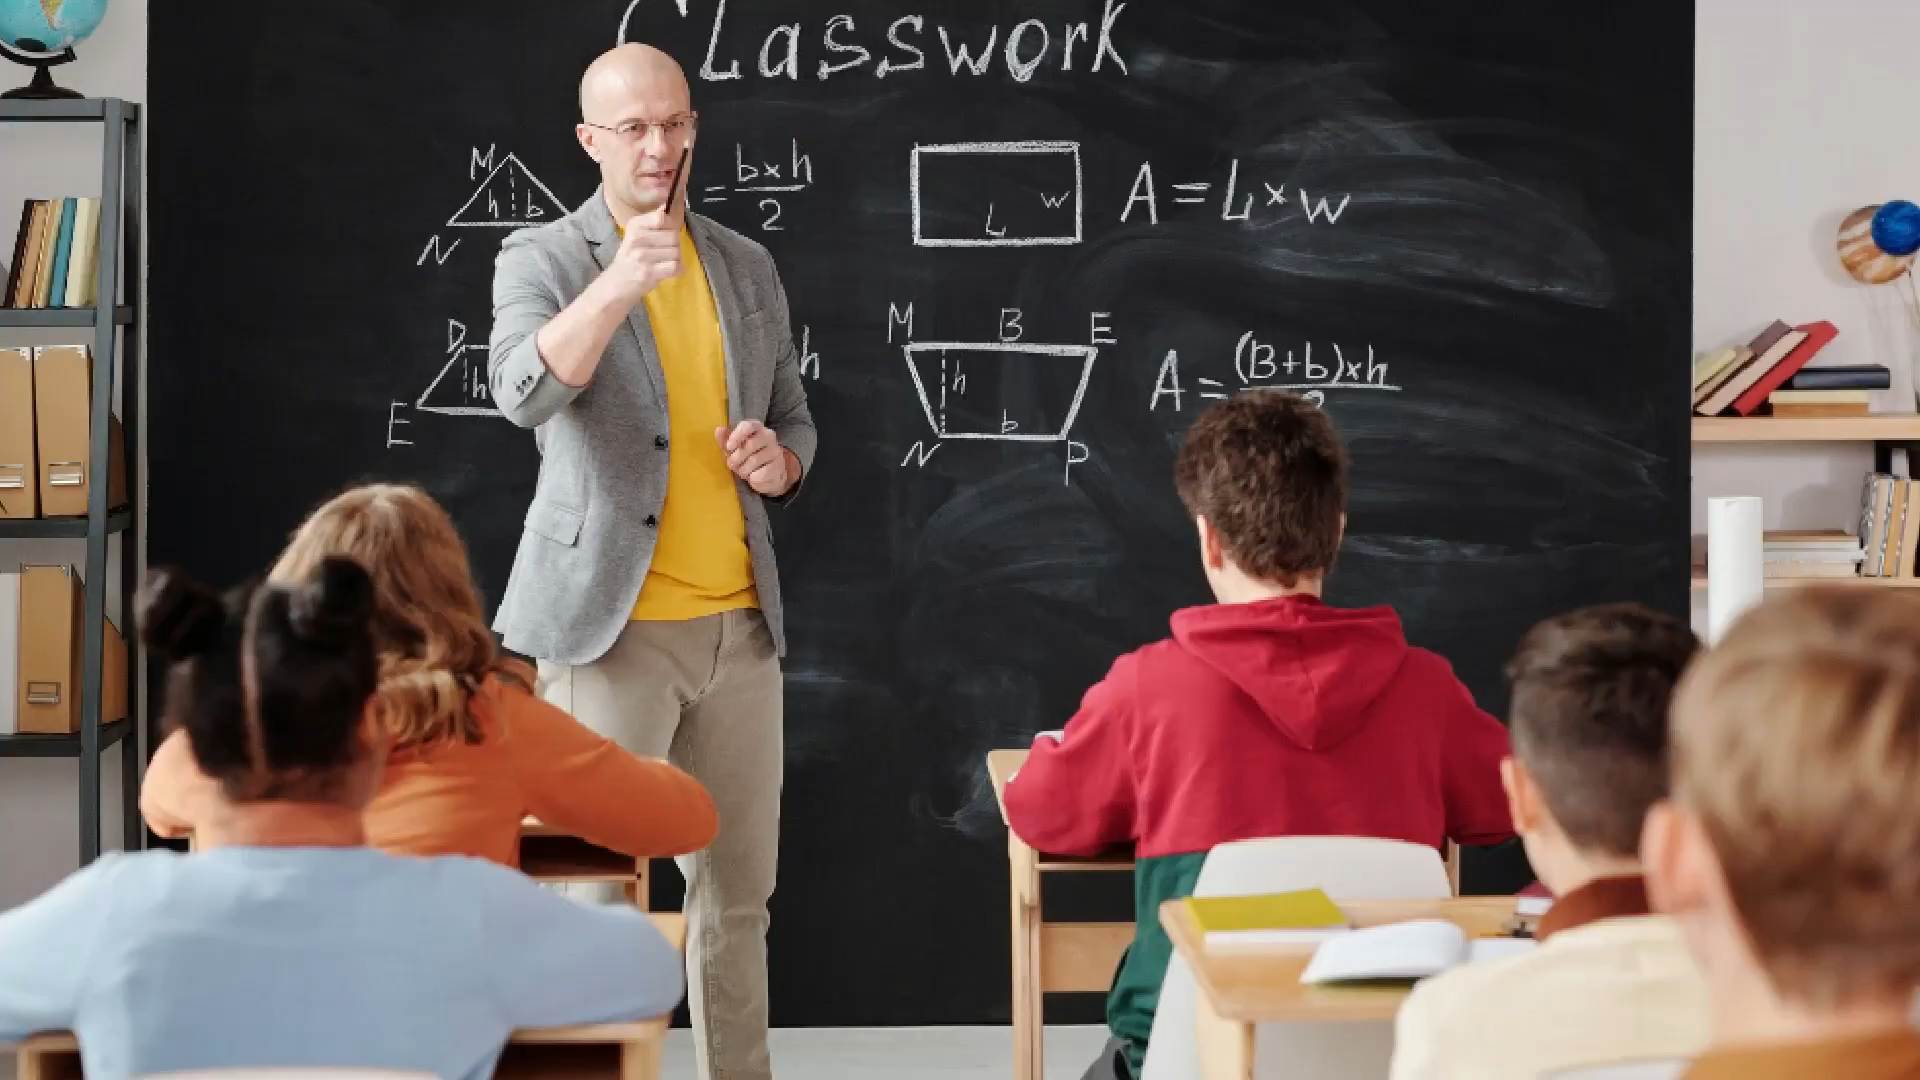 Classwork
M
h b
N
= b×h
2
w
L
A = L×w
D
h
E
h
M B E
h
b
N P
A = (B+b)×h